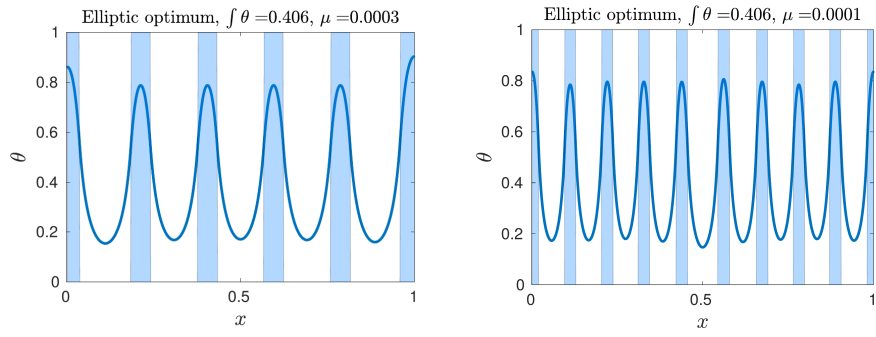 Elliptic optimum, ∫ θ =0.406, μ =0.0003
1
0.8
0.6
0.4
0.2
0
θ
0 0.5 1
x
Elliptic optimum, ∫ θ =0.406, μ =0.0001
1
0.8
0.6
0.4
0.2
0
θ
0 0.5 1
x